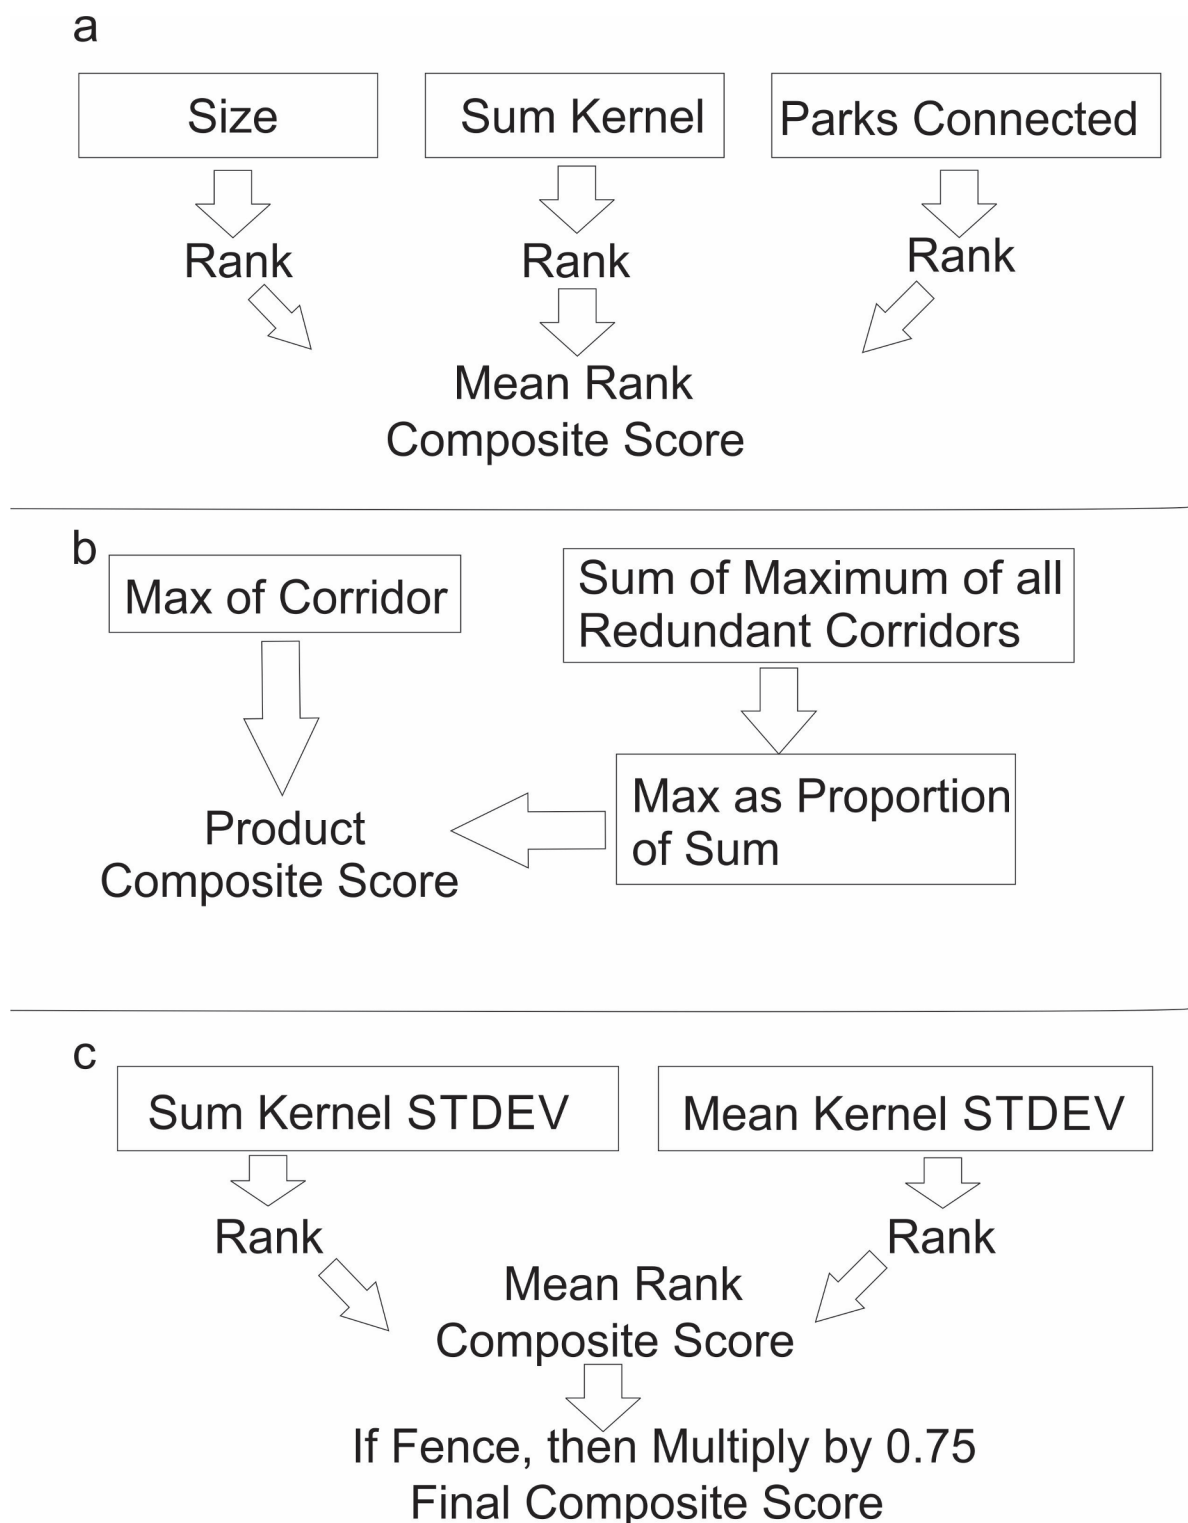 a
Size
Sum Kernel
Parks Connected
Rank
Rank
Rank
Mean Rank
Composite Score
b
Max of Corridor
Sum of Maximum of all
Redundant Corridors
Max as Proportion
of Sum
Product
Composite Score
c
Sum Kernel STDEV
Mean Kernel STDEV
Rank
Rank
Mean Rank
Composite Score
If Fence, then Multiply by 0.75
Final Composite Score